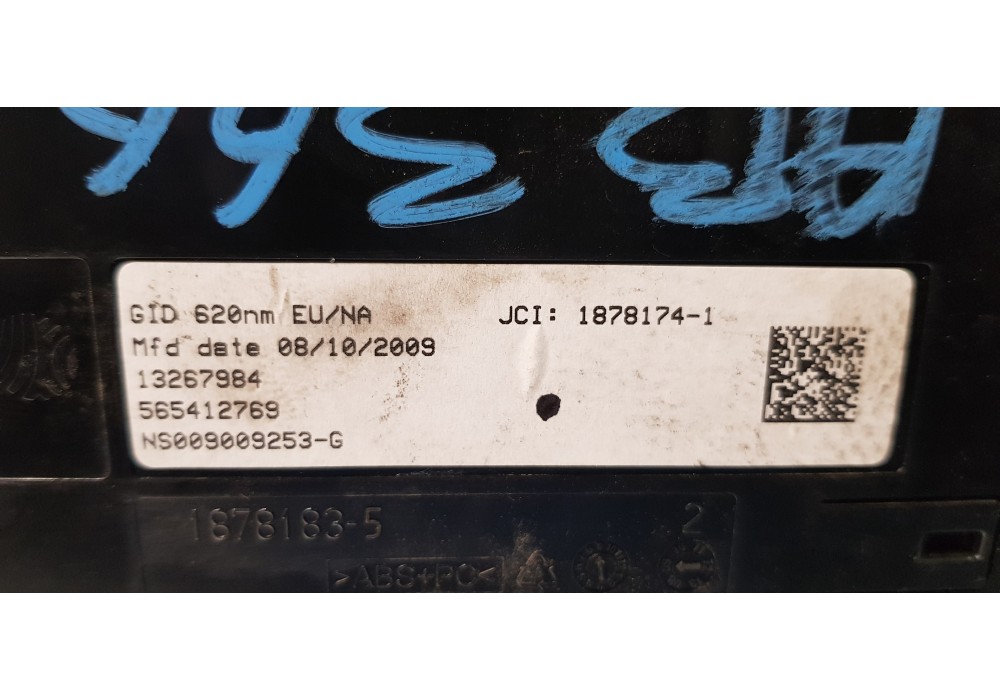 GID 620nm EU/NA JCI: 1878174-1
Mfd date 08/10/2009
13267984
565412769
NS009009253-G
1878183-5 2
>ABS+PC<